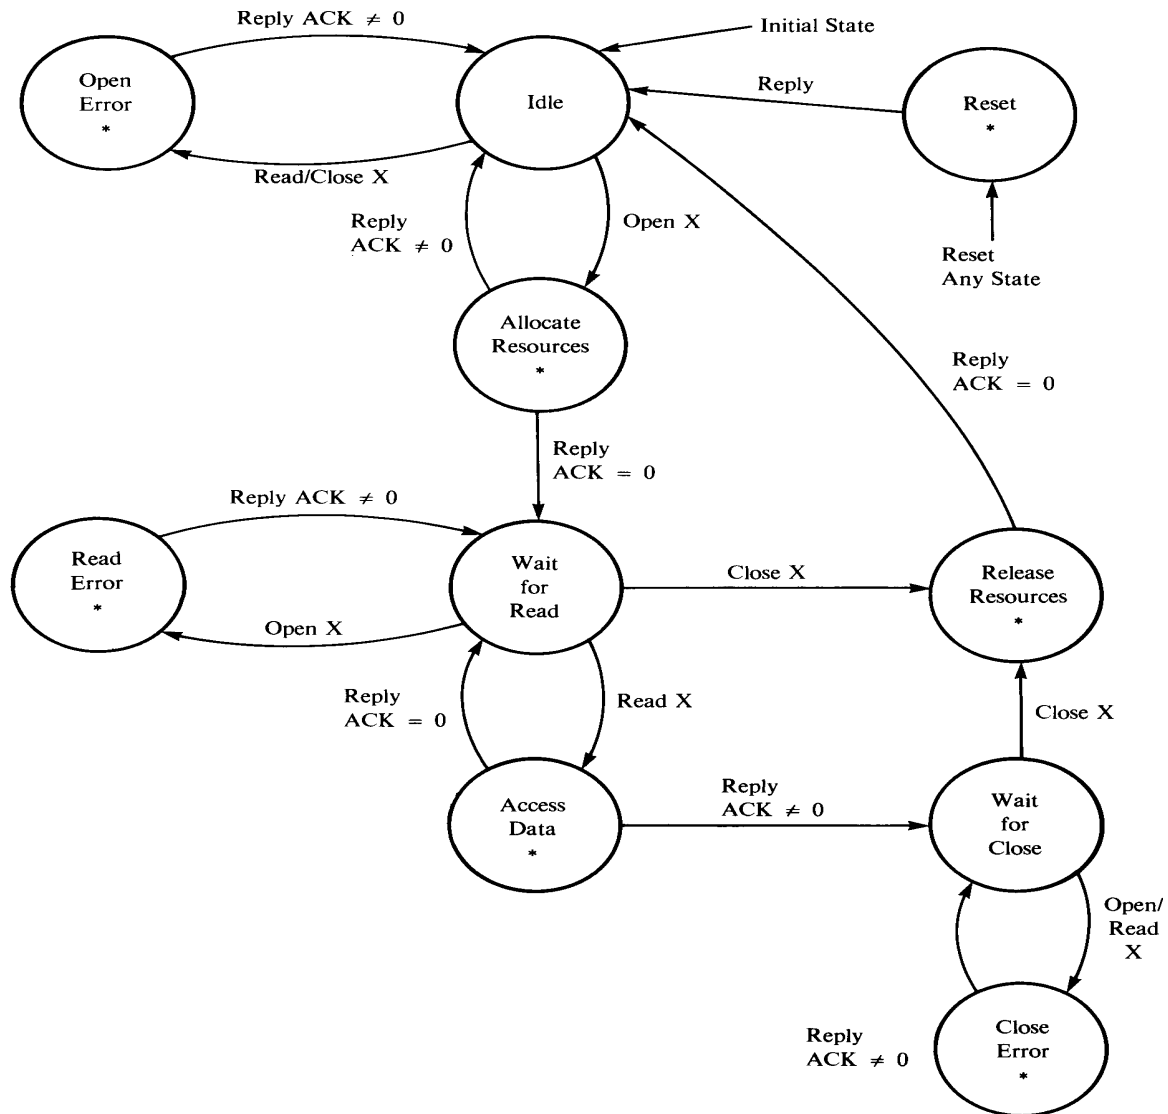 Reply ACK ≠ 0
Initial State
Open
Error
*
Idle
Reply
Reset
*
Read/Close X
Reply
ACK ≠ 0
Open X
Reset
Any State
Allocate
Resources
*
Reply
ACK = 0
Reply
ACK = 0
Reply ACK ≠ 0
Read
Error
*
Wait
for
Read
Close X
Release
Resources
*
Open X
Reply
ACK = 0
Read X
Close X
Access
Data
*
Reply
ACK ≠ 0
Wait
for
Close
Open/
Read
X
Reply
ACK ≠ 0
Close
Error
*